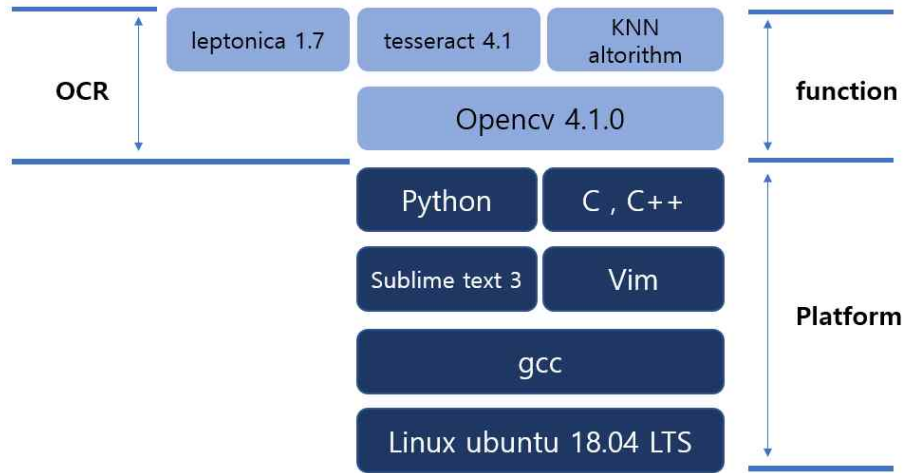 leptonica 1.7
tesseract 4.1
KNN
altorithm
OCR
function
Opencv 4.1.0
Python
C , C++
Sublime text 3
Vim
Platform
gcc
Linux ubuntu 18.04 LTS